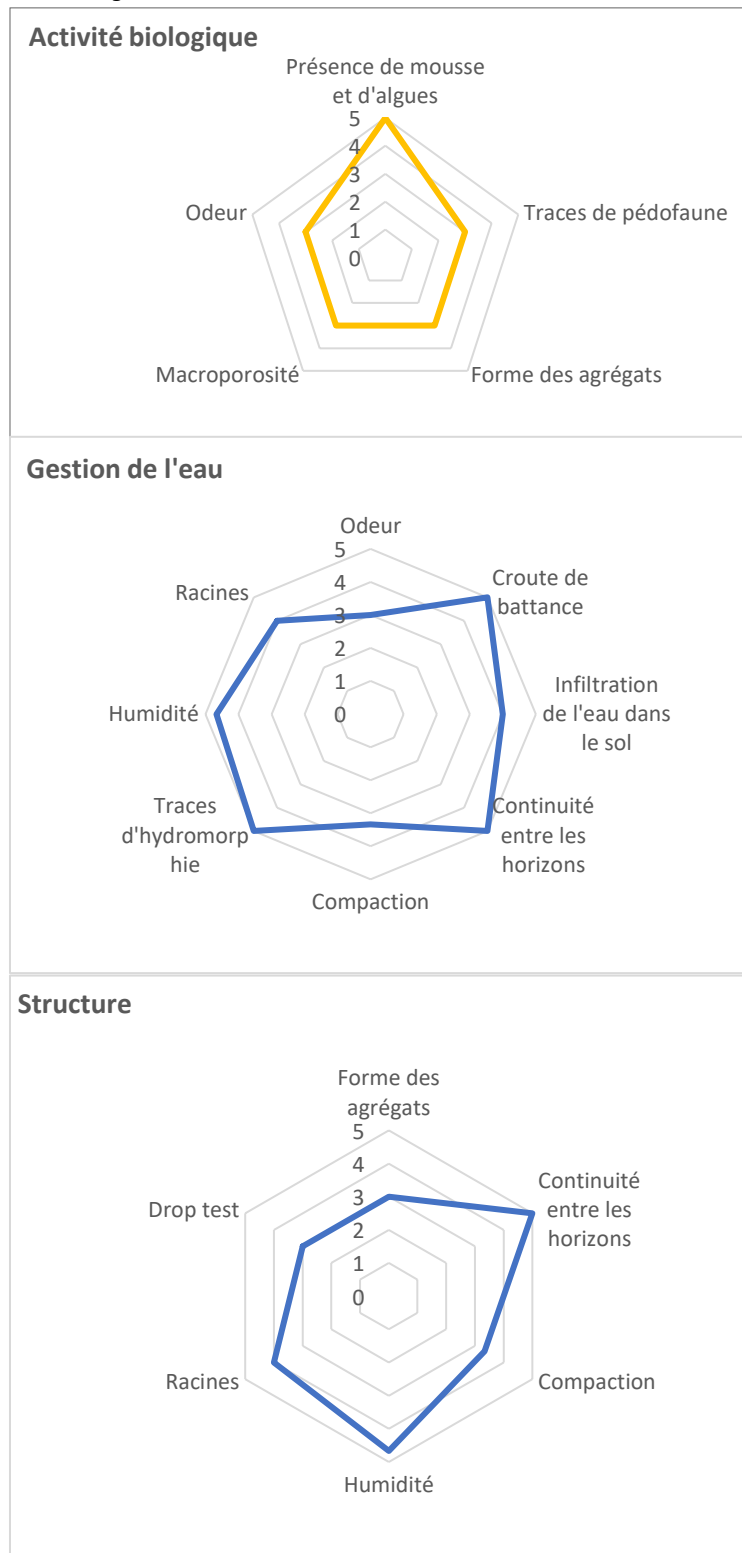 Activité biologique
Présence de mousse
et d'algues
5
4
3
2
1
0
Odeur
Traces de pédofaune
Macroporosité
Forme des agrégats
Gestion de l'eau
Odeur
5
4
3
2
1
0
Racines
Croute de
battance
Humidité
Infiltration
de l'eau dans
le sol
Traces
d'hydromorp
hie
Continuité
entre les
horizons
Compaction
Structure
Forme des
agrégats
5
4
3
2
1
0
Drop test
Continuité
entre les
horizons
Racines
Compaction
Humidité